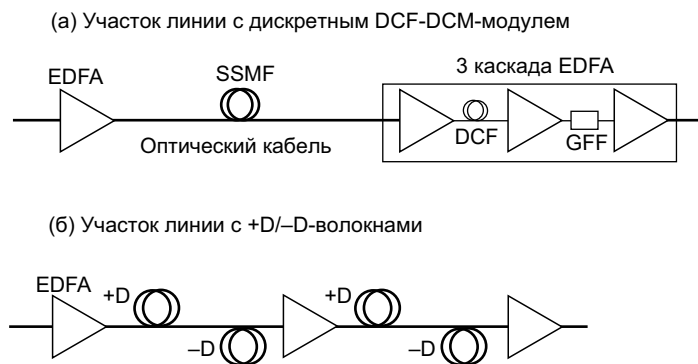 (а) Участок линии с дискретным DCF-DCM-модулем
3 каскада EDFA
EDFA
SSMF
Оптический кабель
DCF
GFF
(б) Участок линии с +D/–D-волокнами
EDFA
+D
+D
–D
–D